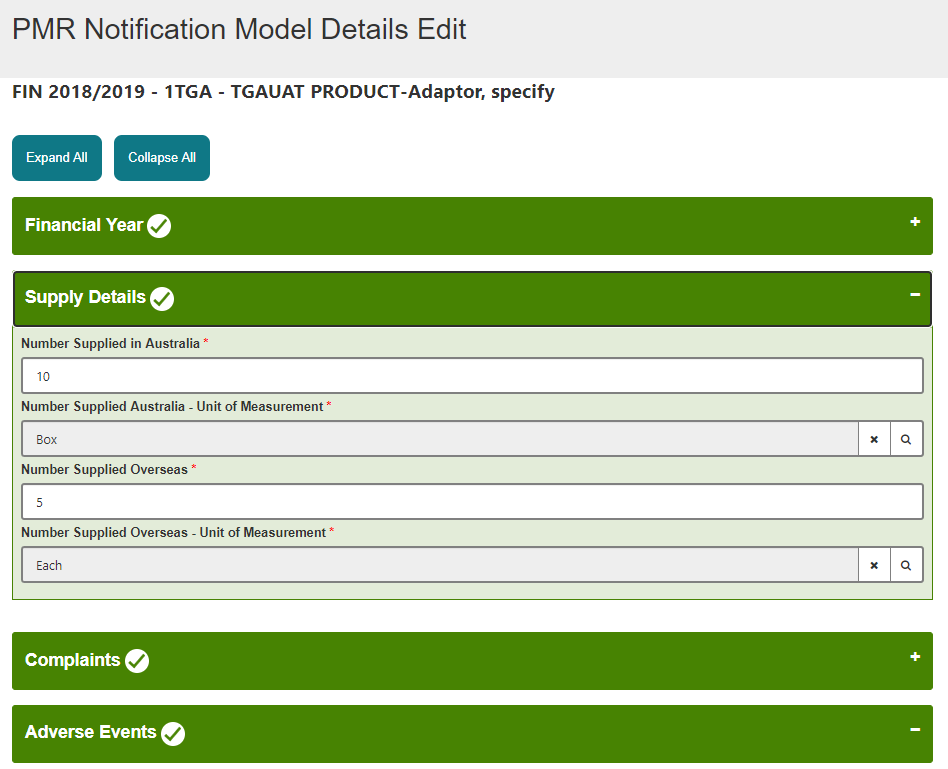 PMR Notification Model Details Edit
FIN 2018/2019 - 1TGA - TGAUAT PRODUCT-Adaptor, specify
Expand All
Collapse All
Financial Year
+
Supply Details
−
Number Supplied in Australia *
10
Number Supplied Australia - Unit of Measurement *
Box
Number Supplied Overseas *
5
Number Supplied Overseas - Unit of Measurement *
Each
Complaints
+
Adverse Events
−